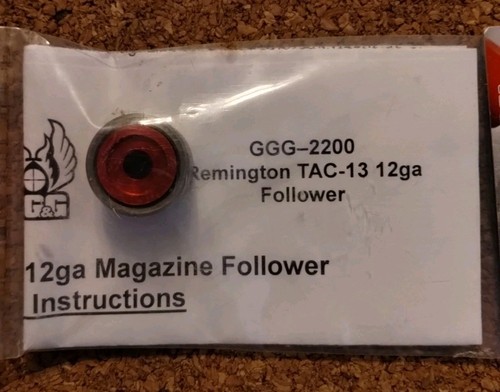 GGG–2200
Remington TAC-13 12ga
Follower
G&G
12ga Magazine Follower
Instructions